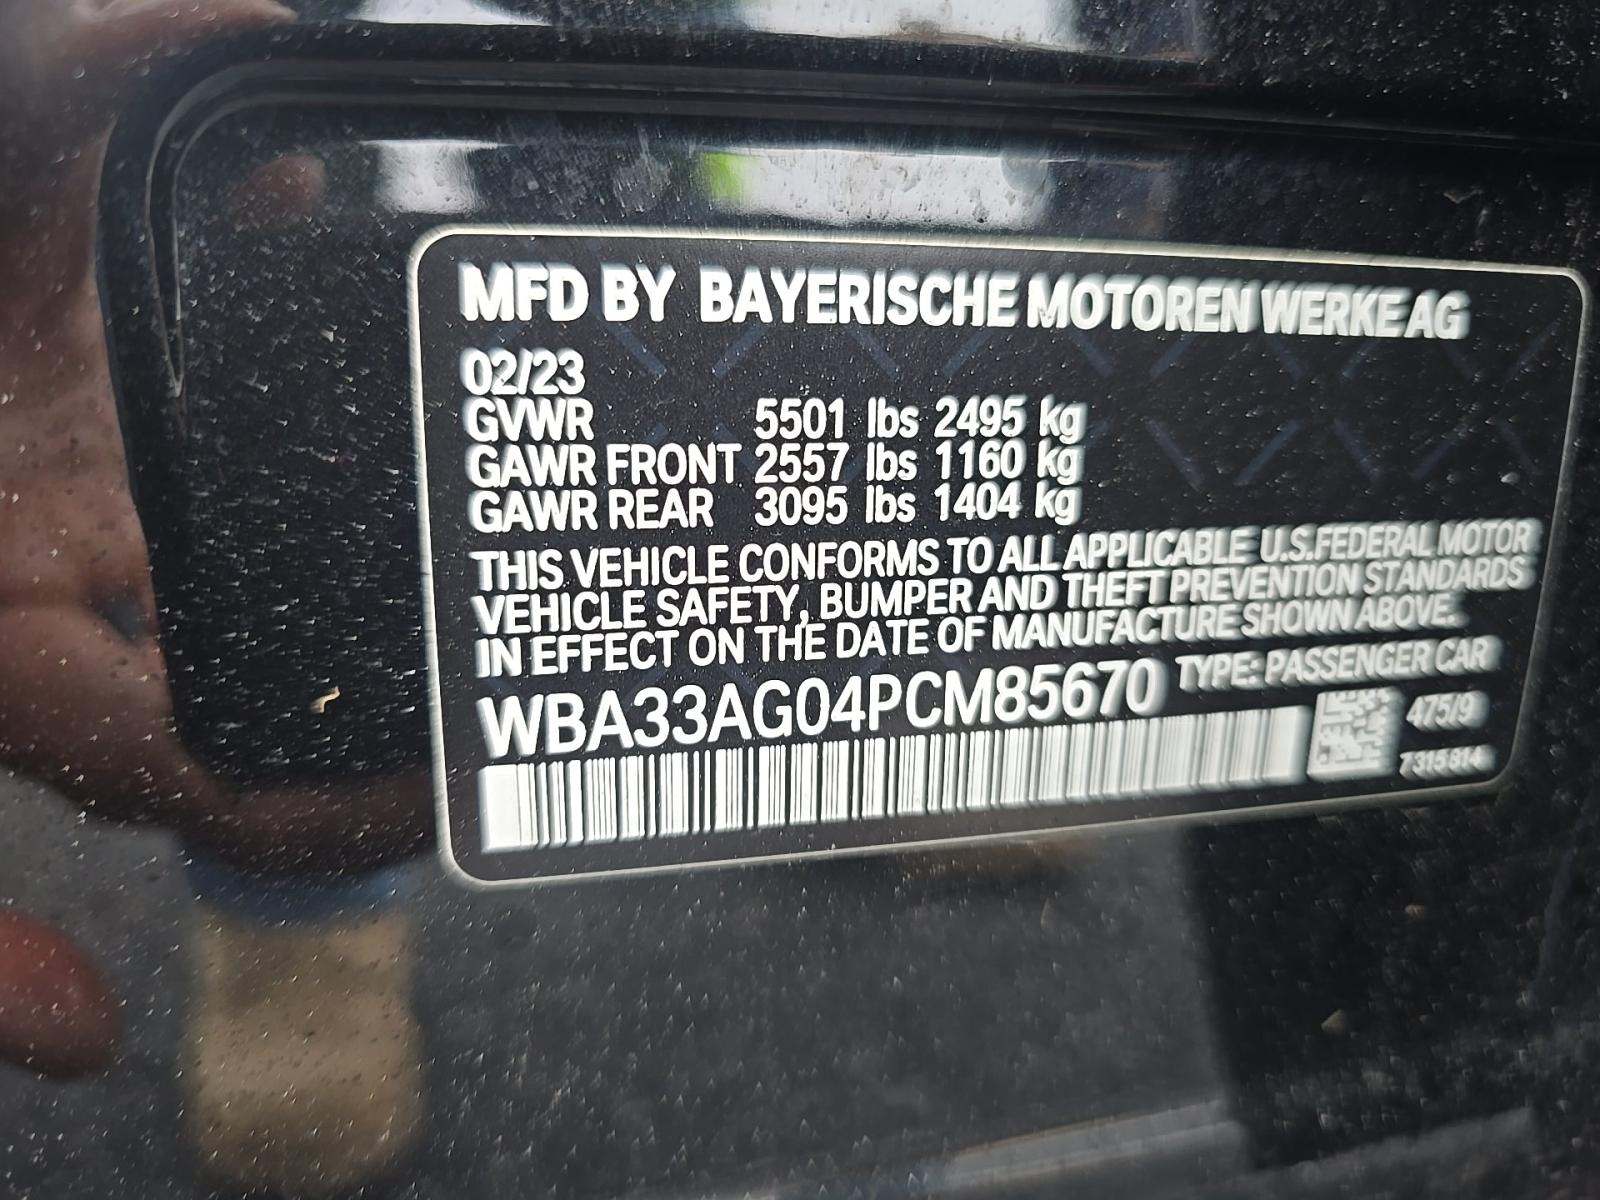 MFD BY BAYERISCHE MOTOREN WERKE AG
02/23
GVWR 5501 lbs 2495 kg
GAWR FRONT 2557 lbs 1160 kg
GAWR REAR 3095 lbs 1404 kg
THIS VEHICLE CONFORMS TO ALL APPLICABLE U.S.FEDERAL MOTOR
VEHICLE SAFETY, BUMPER AND THEFT PREVENTION STANDARDS
IN EFFECT ON THE DATE OF MANUFACTURE SHOWN ABOVE.
WBA33AG04PCM85670 TYPE: PASSENGER CAR
475/9
7315814